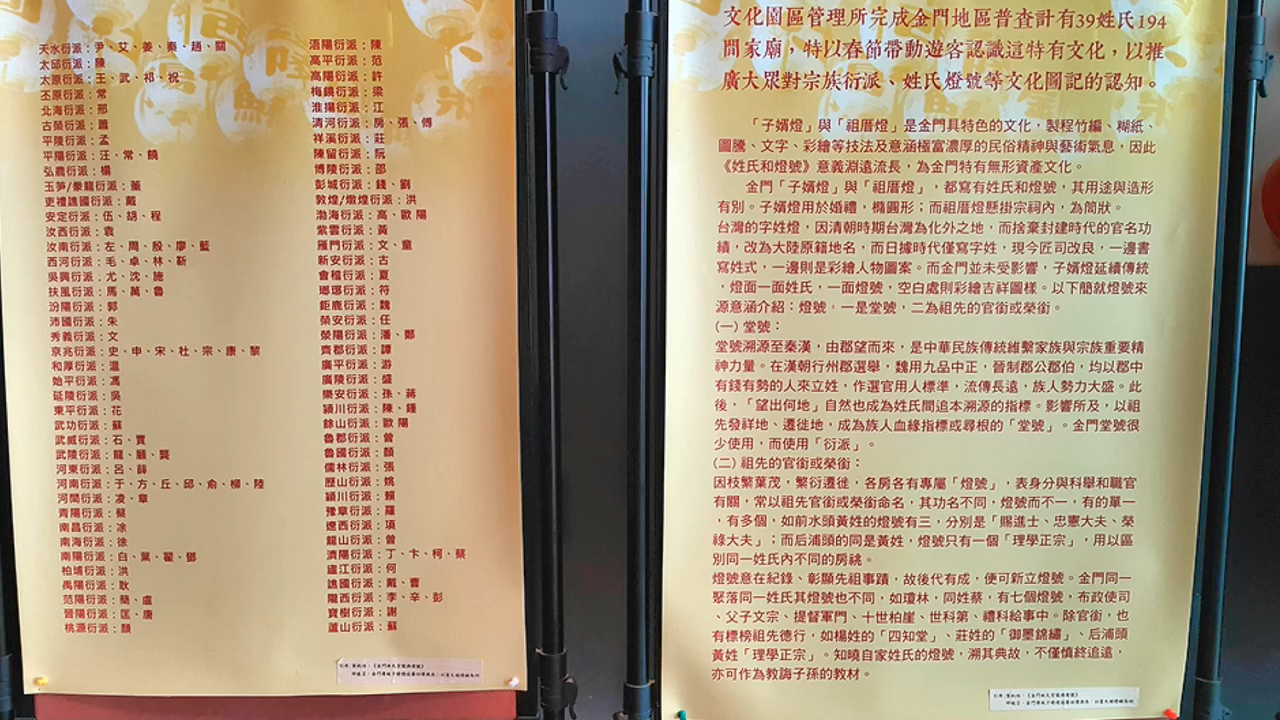 天水衍派：尹、艾、姜、秦、趙、關
太邱衍派：陳
太原衍派：王、武、祁、祝
丕原衍派：常
北海衍派：邢
古榮衍派：蕭
平陵衍派：孟
平陽衍派：汪、常、饒
弘農衍派：楊
玉笋/豢龍衍派：董
吏禮譙國衍派：戴
安定衍派：伍、胡、程
汝西衍派：袁
汝南衍派：左、周、殷、廖、藍
西河衍派：毛、卓、林、靳
吳興衍派：尤、沈、施
扶風衍派：馬、萬、魯
汾陽衍派：郭
沛國衍派：朱
秀義衍派：文
京兆衍派：史、申、宋、杜、宗、康、黎
和厚衍派：溫
始平衍派：馮
延陵衍派：吳
東平衍派：花
武功衍派：蘇
武威衍派：石、賈
武陵衍派：龍、顧、龔
河東衍派：呂、薛
河南衍派：于、方、丘、邱、俞、柳、陸
河間衍派：凌、章
青陽衍派：蔡
南昌衍派：涂
南海衍派：徐
南陽衍派：白、葉、翟、鄧
柏埔衍派：洪
禹陽衍派：耿
范陽衍派：簡、盧
晉陽衍派：匡、唐
桃源衍派：顏
浯陽衍派：陳
高平衍派：范
高陽衍派：許
梅鏡衍派：梁
淮揚衍派：江
清河衍派：房、張、傅
祥溪衍派：莊
陳留衍派：阮
博陵衍派：邵
彭城衍派：錢、劉
敦煌/燉煌衍派：洪
渤海衍派：高、歐陽
紫雲衍派：黃
雁門衍派：文、童
新安衍派：古
會稽衍派：夏
瑯琊衍派：符
鉅鹿衍派：魏
榮安衍派：任
滎陽衍派：潘、鄭
齊郡衍派：譚
廣平衍派：游
廣陵衍派：盛
樂安衍派：孫、蔣
穎川衍派：陳、鍾
餘山衍派：歐陽
魯郡衍派：曾
魯國衍派：顏
儒林衍派：張
歷山衍派：姚
穎川衍派：賴
豫章衍派：羅
遼西衍派：項
龍山衍派：曾
濟陽衍派：丁、卞、柯、蔡
廬江衍派：何
譙國衍派：戴、曹
隴西衍派：李、辛、彭
寶樹衍派：謝
蘆山衍派：蘇
文化園區管理所完成金門地區普查計有39姓氏194
間家廟，特以春節帶動遊客認識這特有文化，以推
廣大眾對宗族衍派、姓氏燈號等文化圖記的認知。
「子婿燈」與「祖厝燈」是金門具特色的文化，製程竹編、糊紙、
圖騰、文字、彩繪等技法及意涵極富濃厚的民俗精神與藝術氣息，因此
《姓氏和燈號》意義淵遠流長，為金門特有無形資產文化。
金門「子婿燈」與「祖厝燈」，都寫有姓氏和燈號，其用途與造形
有別。子婿燈用於婚禮，橢圓形；而祖厝燈懸掛宗祠內，為筒狀。
台灣的字姓燈，因清朝時期台灣為化外之地，而捨棄封建時代的官名功
績，改為大陸原籍地名，而日據時代僅寫字姓，現今匠司改良，一邊書
寫姓式，一邊則是彩繪人物圖案。而金門並未受影響，子婿燈延續傳統
，燈面一面姓氏，一面燈號，空白處則彩繪吉祥圖樣。以下簡就燈號來
源意涵介紹：燈號，一是堂號，二為祖先的官銜或榮銜。
(一) 堂號：
堂號溯源至秦漢，由郡望而來，是中華民族傳統維繫家族與宗族重要精
神力量。在漢朝行州郡選舉，魏用九品中正，晉制郡公郡伯，均以郡中
有錢有勢的人來立姓，作選官用人標準，流傳長遠，族人勢力大盛。此
後，「望出何地」自然也成為姓氏間追本溯源的指標。影響所及，以祖
先發祥地、遷徙地，成為族人血緣指標或尋根的「堂號」。金門堂號很
少使用，而使用「衍派」。
(二) 祖先的官銜或榮銜：
因枝繁葉茂，繁衍遷徙，各房各有專屬「燈號」，表身分與科舉和職官
有關，常以祖先官銜或榮銜命名，其功名不同，燈號而不一，有的單一
，有多個，如前水頭黃姓的燈號有三，分別是「賜進士、忠憲大夫、榮
祿大夫」；而后浦頭的同是黃姓，燈號只有一個「理學正宗」，用以區
別同一姓氏內不同的房祧。
燈號意在紀錄、彰顯先祖事蹟，故後代有成，便可新立燈號。金門同一
聚落同一姓氏其燈號也不同，如瓊林，同姓蔡，有七個燈號，布政使司
、父子文宗、提督軍門、十世柏崖、世科第、禮科給事中。除官銜，也
有標榜祖先德行，如楊姓的「四知堂」、莊姓的「御墨錦繡」、后浦頭
黃姓「理學正宗」。知曉自家姓氏的燈號，溯其典故，不僅慎終追遠，
亦可作為教誨子孫的教材。